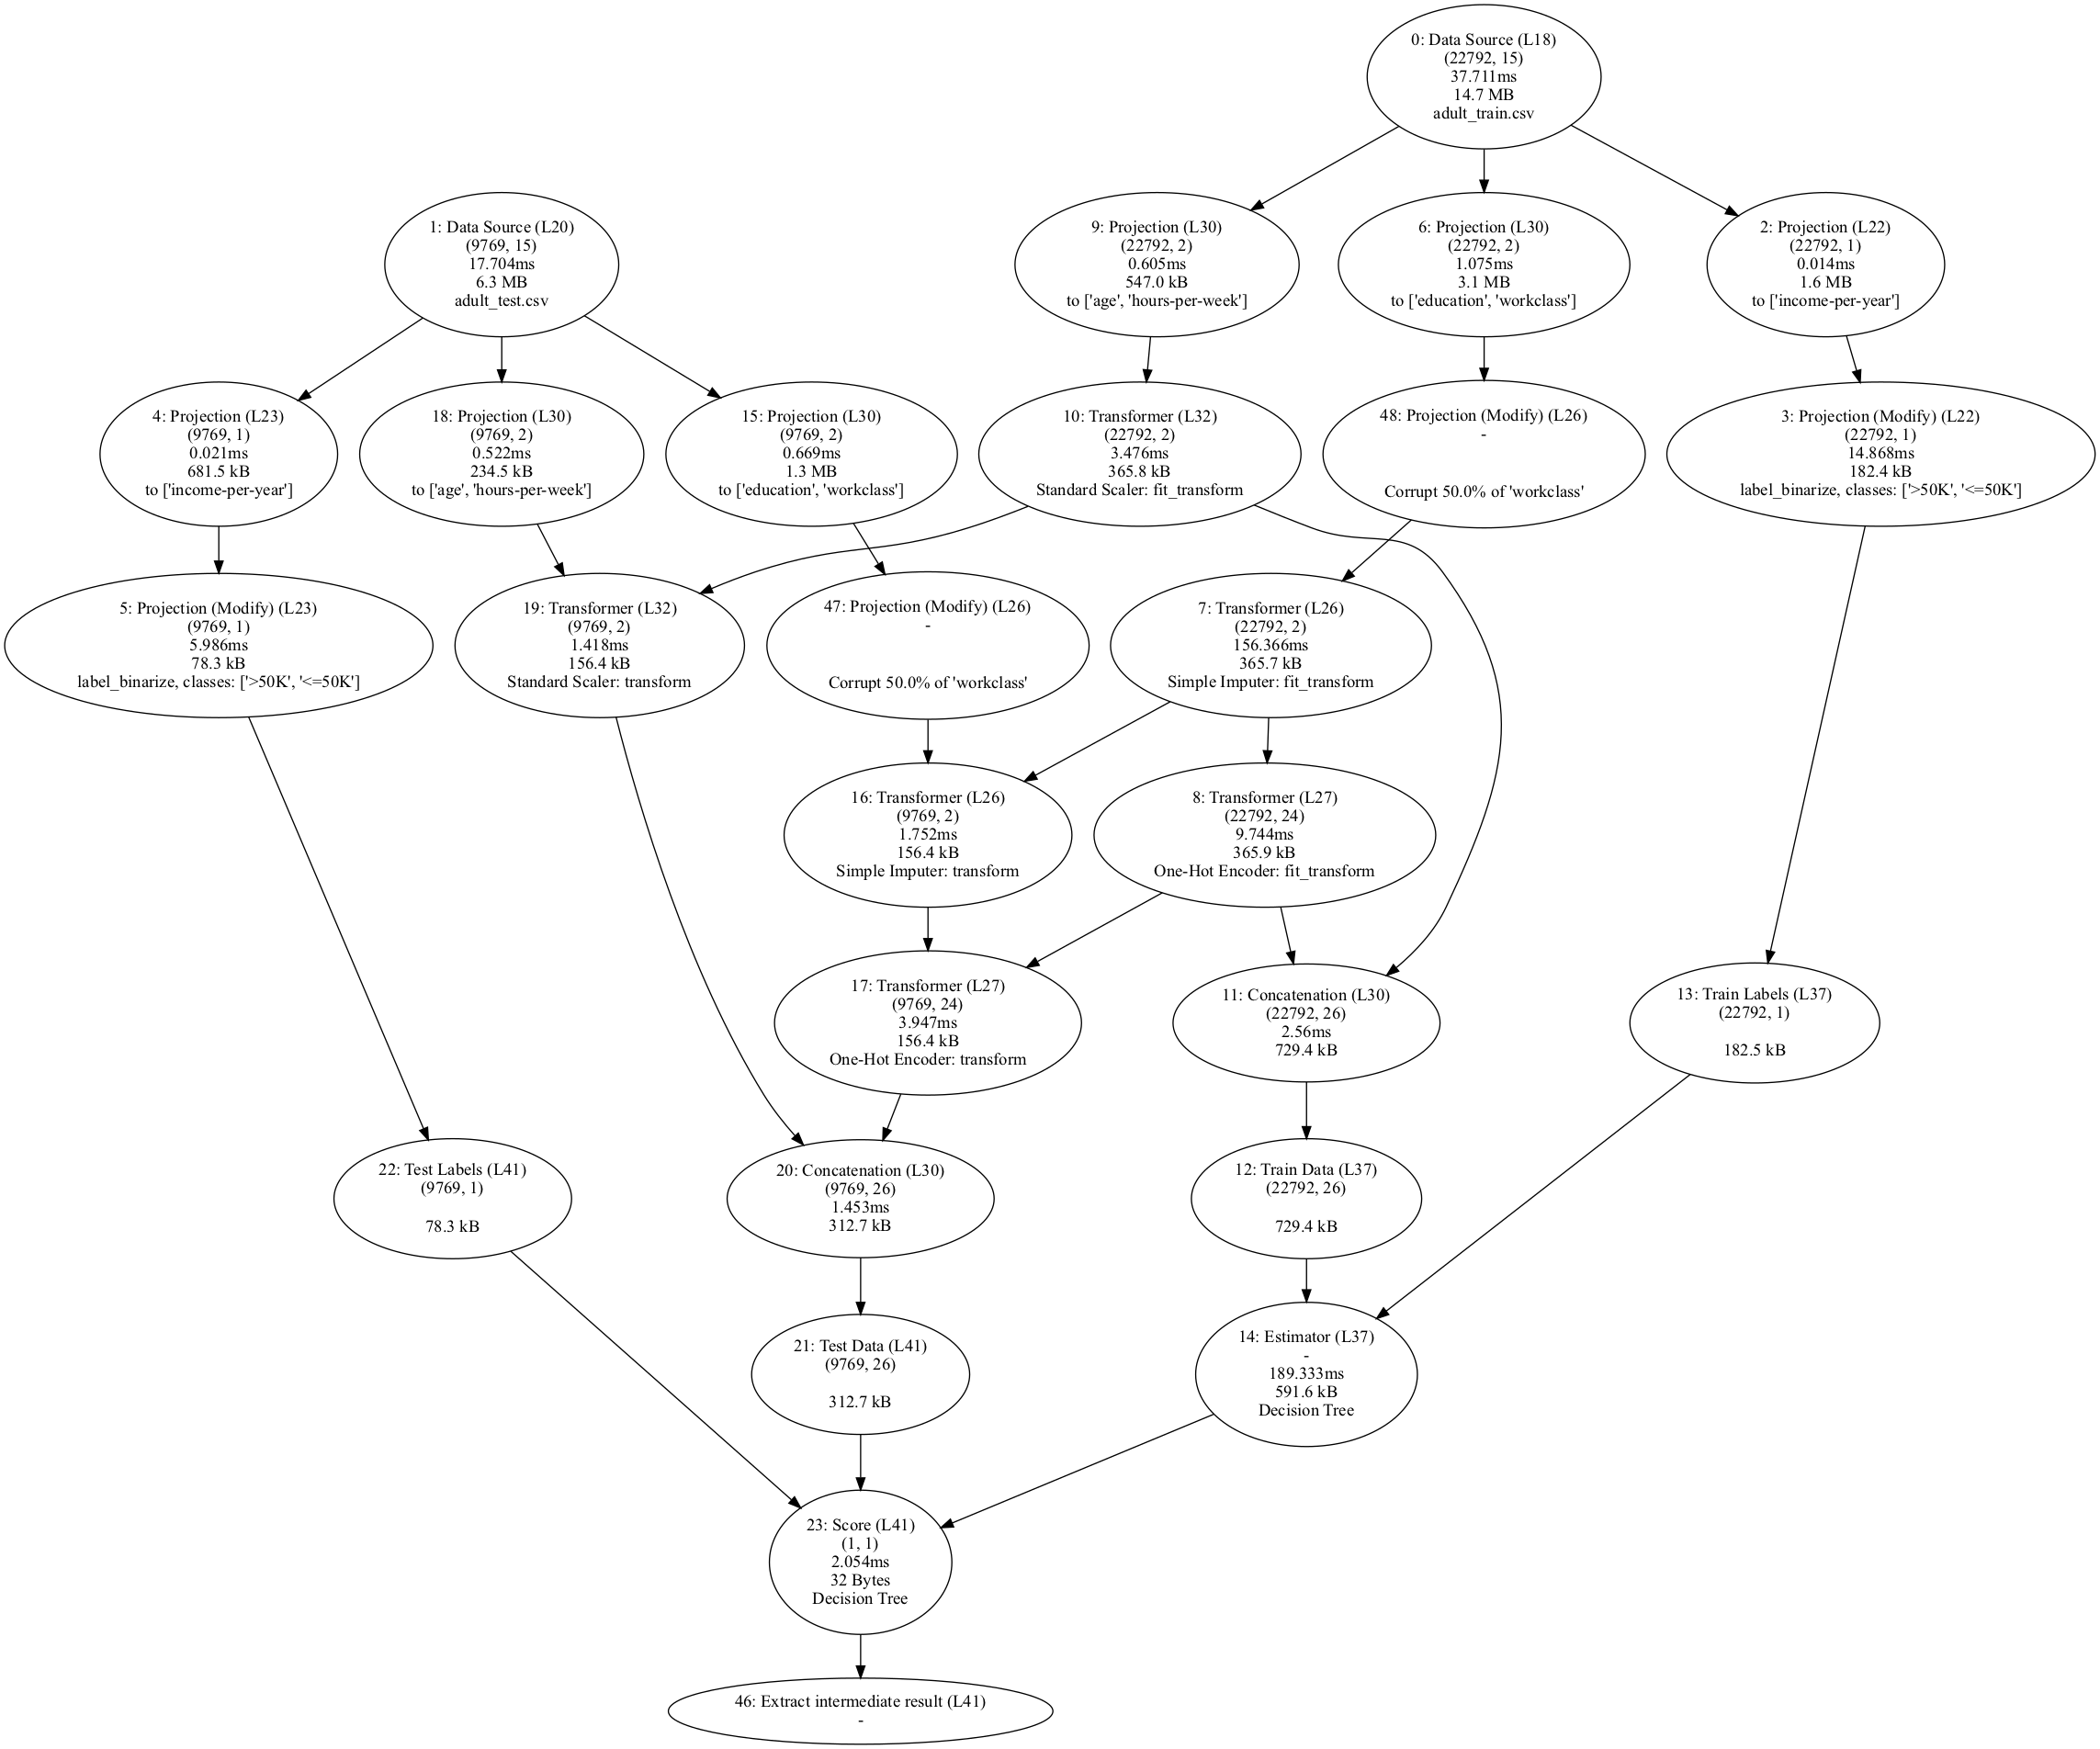 0: Data Source (L18)
(22792, 15)
37.711ms
14.7 MB
adult_train.csv
1: Data Source (L20)
(9769, 15)
17.704ms
6.3 MB
adult_test.csv
9: Projection (L30)
(22792, 2)
0.605ms
547.0 kB
to ['age', 'hours-per-week']
6: Projection (L30)
(22792, 2)
1.075ms
3.1 MB
to ['education', 'workclass']
2: Projection (L22)
(22792, 1)
0.014ms
1.6 MB
to ['income-per-year']
4: Projection (L23)
(9769, 1)
0.021ms
681.5 kB
to ['income-per-year']
18: Projection (L30)
(9769, 2)
0.522ms
234.5 kB
to ['age', 'hours-per-week']
15: Projection (L30)
(9769, 2)
0.669ms
1.3 MB
to ['education', 'workclass']
10: Transformer (L32)
(22792, 2)
3.476ms
365.8 kB
Standard Scaler: fit_transform
48: Projection (Modify) (L26)
-
Corrupt 50.0% of 'workclass'
3: Projection (Modify) (L22)
(22792, 1)
14.868ms
182.4 kB
label_binarize, classes: ['>50K', '<=50K']
5: Projection (Modify) (L23)
(9769, 1)
5.986ms
78.3 kB
label_binarize, classes: ['>50K', '<=50K']
19: Transformer (L32)
(9769, 2)
1.418ms
156.4 kB
Standard Scaler: transform
47: Projection (Modify) (L26)
-
Corrupt 50.0% of 'workclass'
7: Transformer (L26)
(22792, 2)
156.366ms
365.7 kB
Simple Imputer: fit_transform
16: Transformer (L26)
(9769, 2)
1.752ms
156.4 kB
Simple Imputer: transform
8: Transformer (L27)
(22792, 24)
9.744ms
365.9 kB
One-Hot Encoder: fit_transform
17: Transformer (L27)
(9769, 24)
3.947ms
156.4 kB
One-Hot Encoder: transform
11: Concatenation (L30)
(22792, 26)
2.56ms
729.4 kB
13: Train Labels (L37)
(22792, 1)
182.5 kB
22: Test Labels (L41)
(9769, 1)
78.3 kB
20: Concatenation (L30)
(9769, 26)
1.453ms
312.7 kB
12: Train Data (L37)
(22792, 26)
729.4 kB
21: Test Data (L41)
(9769, 26)
312.7 kB
14: Estimator (L37)
-
189.333ms
591.6 kB
Decision Tree
23: Score (L41)
(1, 1)
2.054ms
32 Bytes
Decision Tree
46: Extract intermediate result (L41)
-